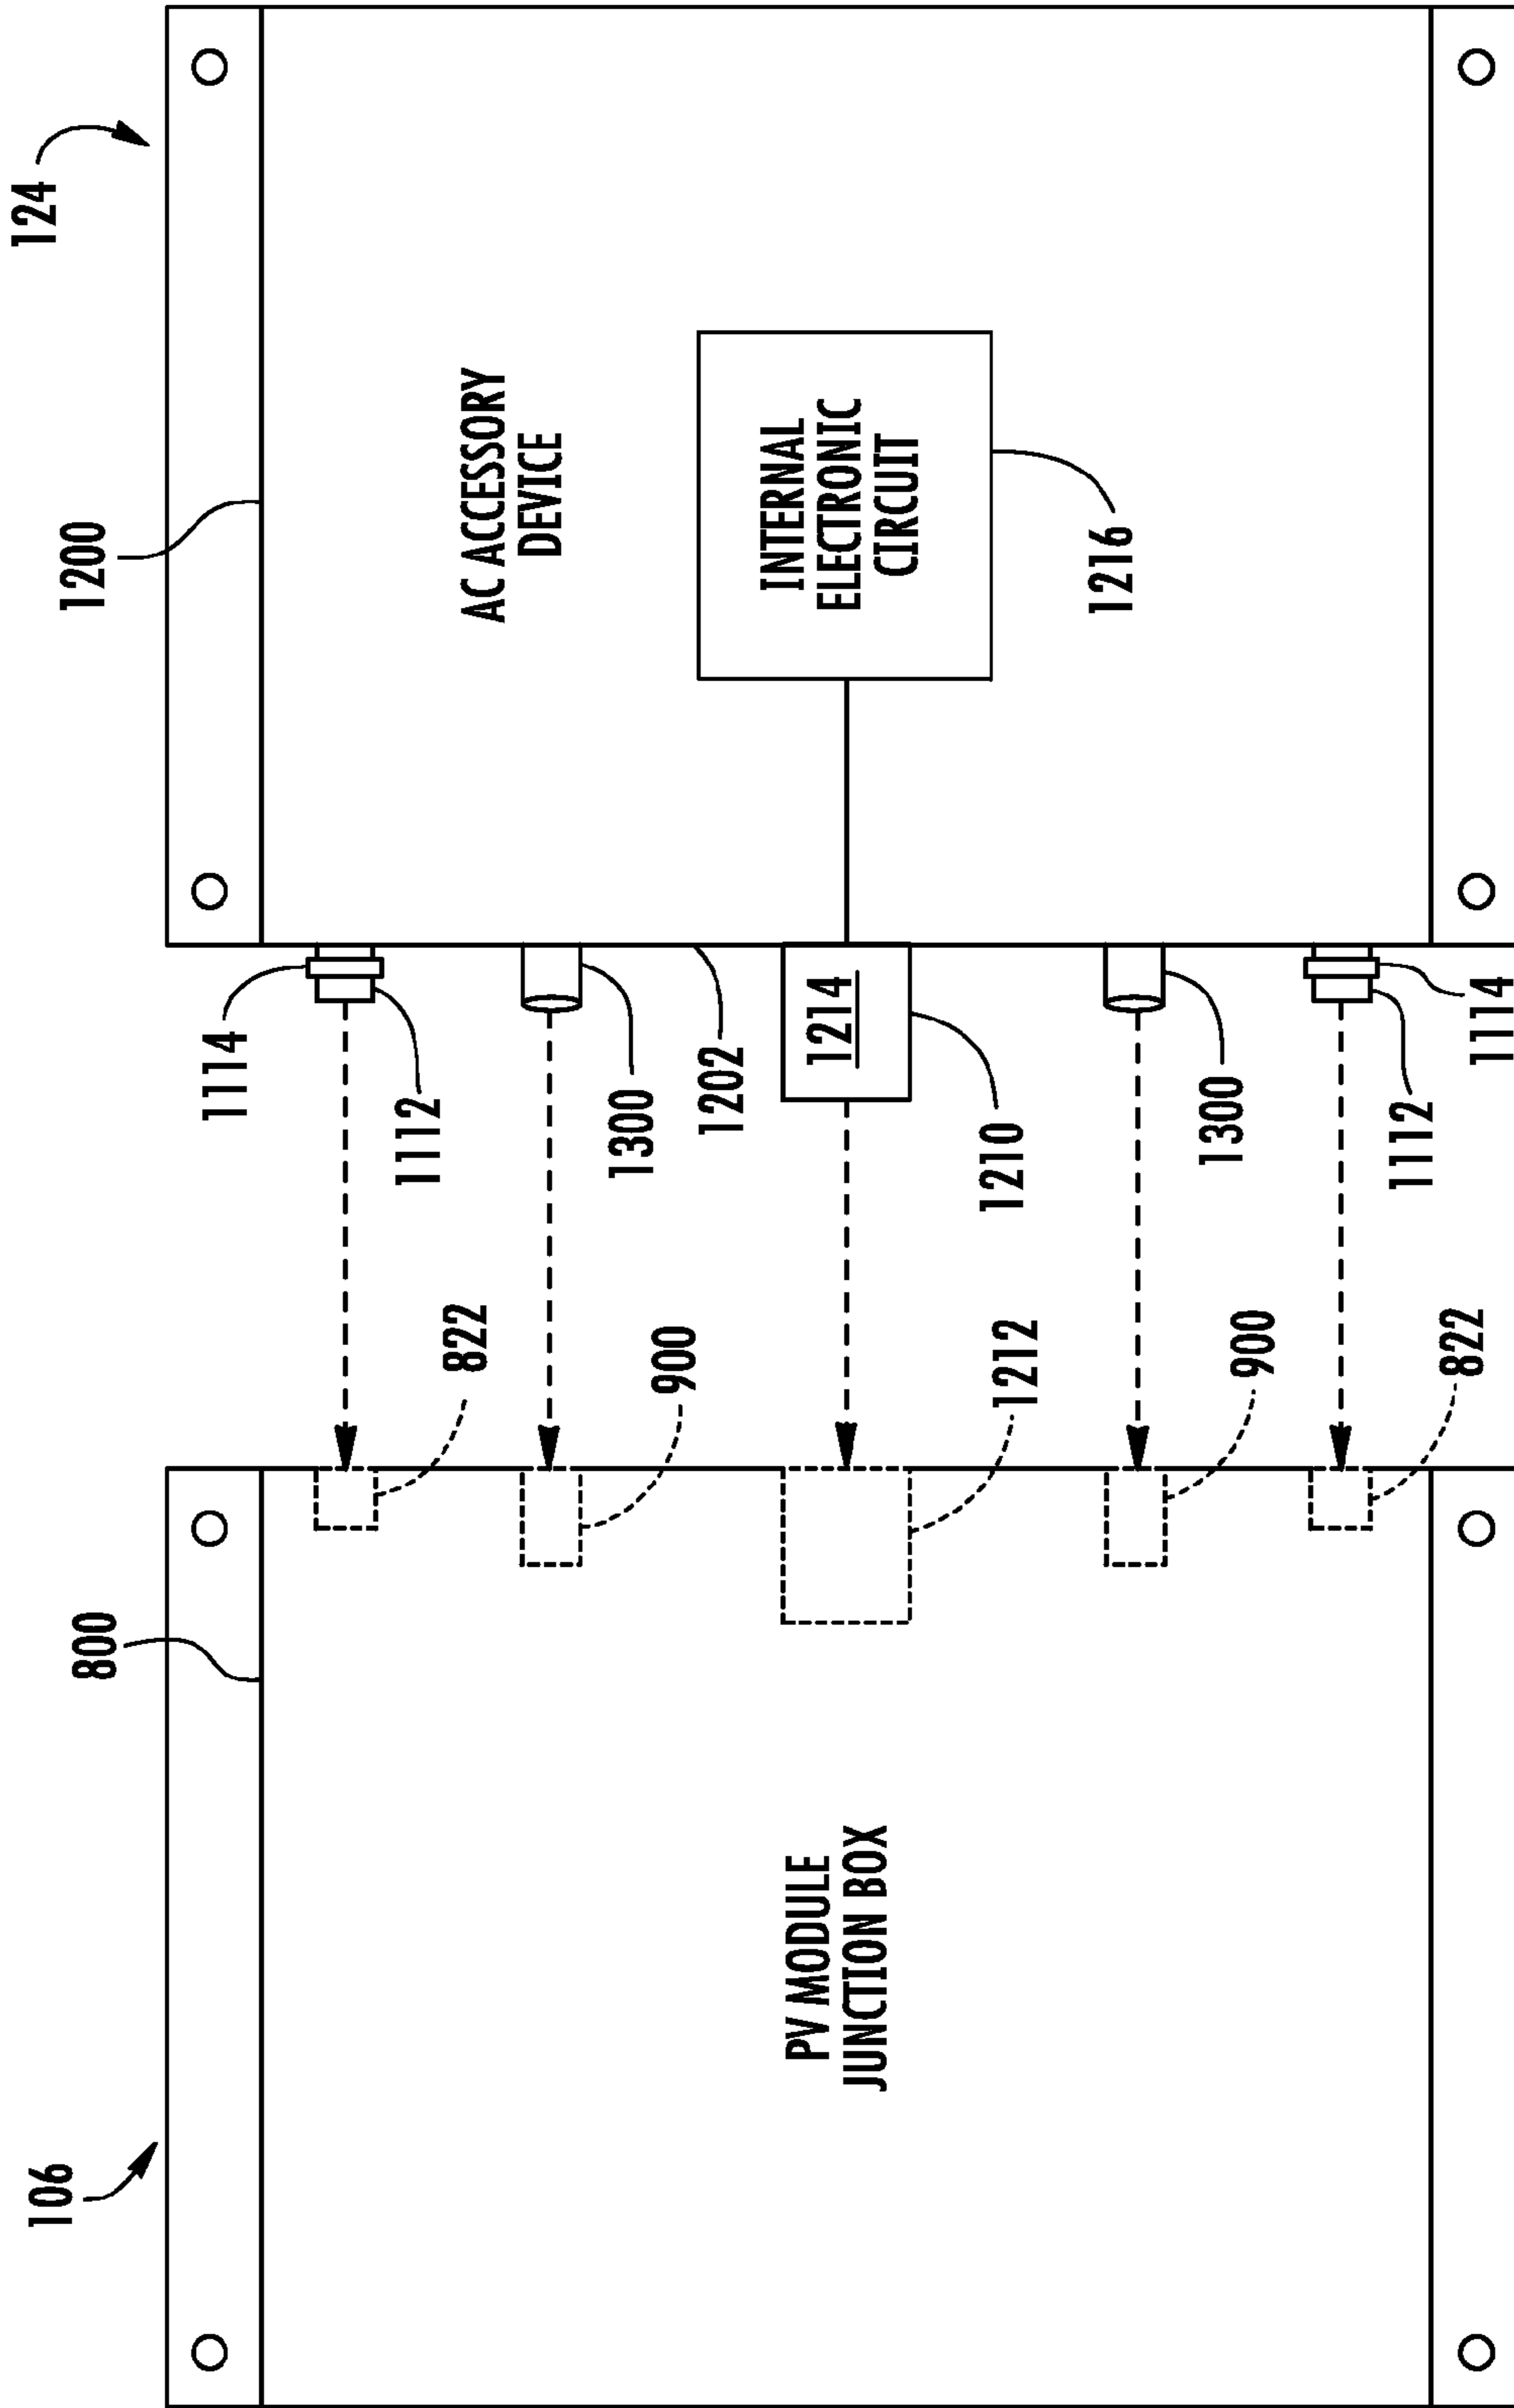 106
124
800
1200
1114
822
1112
AC ACCESSORY
DEVICE
900
1300
1202
PV MODULE
JUNCTION BOX
1214
INTERNAL
ELECTRONIC
CIRCUIT
1212
1210
1216
900
1300
822
1112
1114